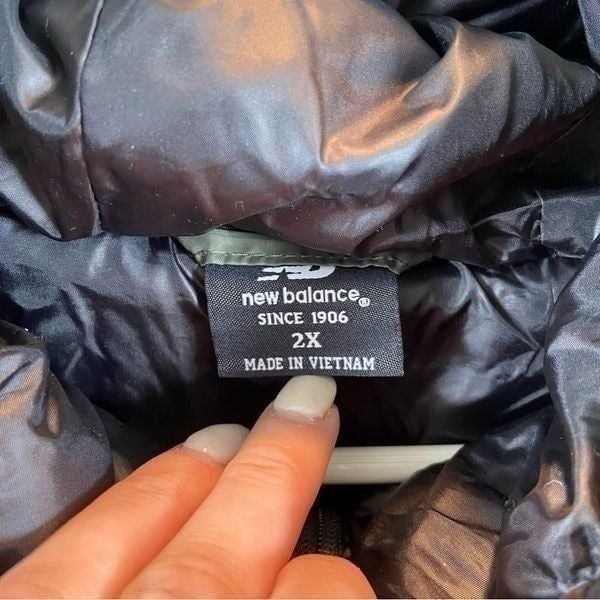 new balance®
SINCE 1906
2X
MADE IN VIETNAM